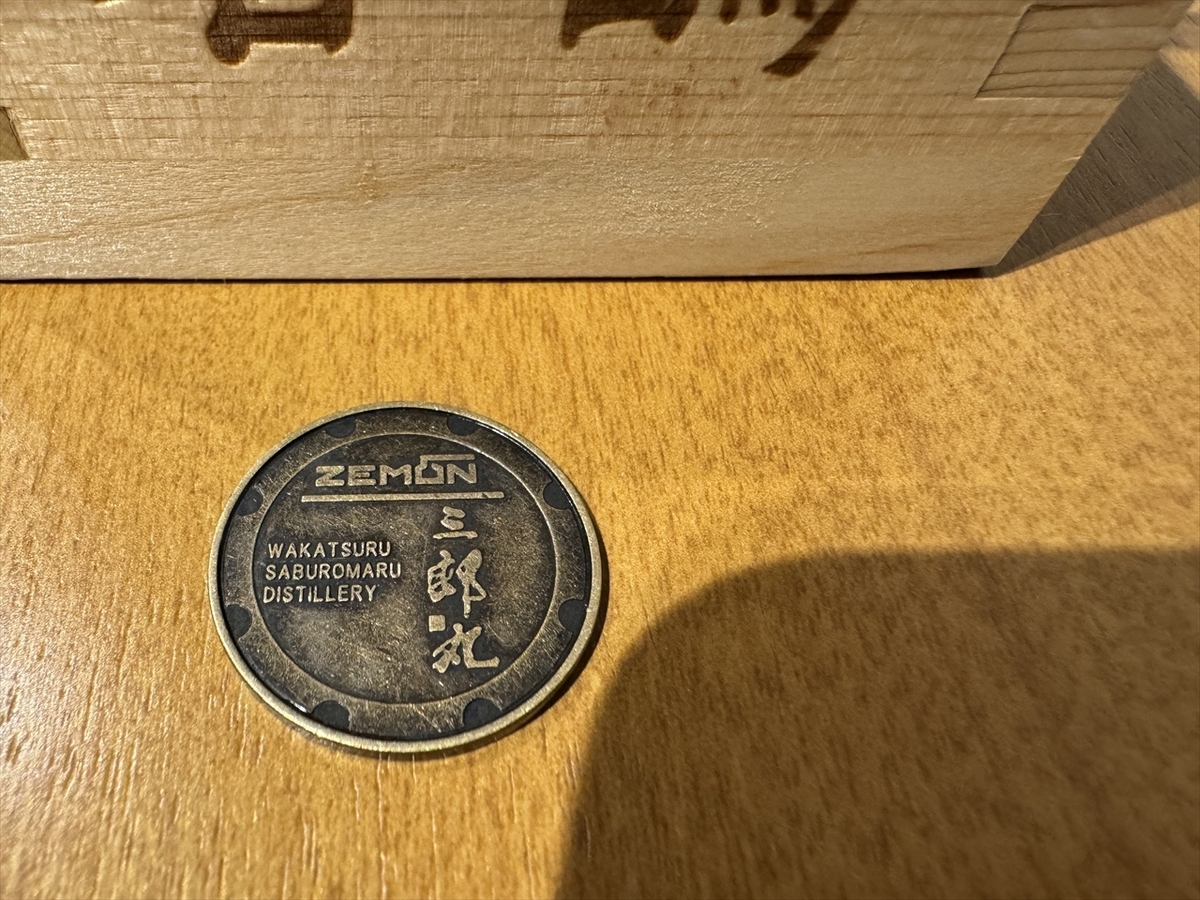 ZEMON
三郎丸
WAKATSURU
SABUROMARU
DISTILLERY